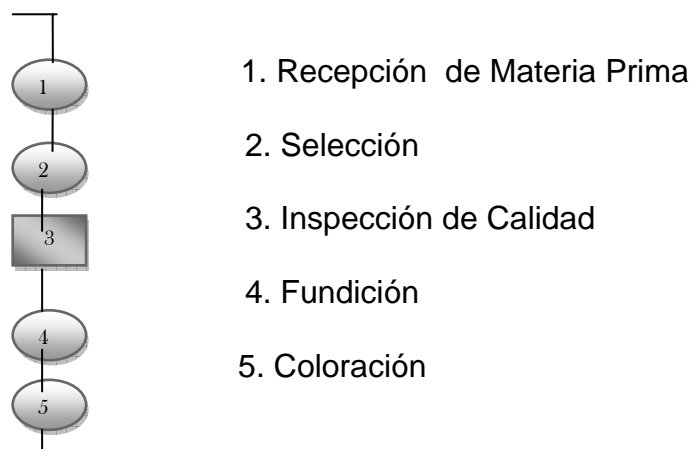 1
1. Recepción de Materia Prima
2
2. Selección
3
3. Inspección de Calidad
4
4. Fundición
5
5. Coloración